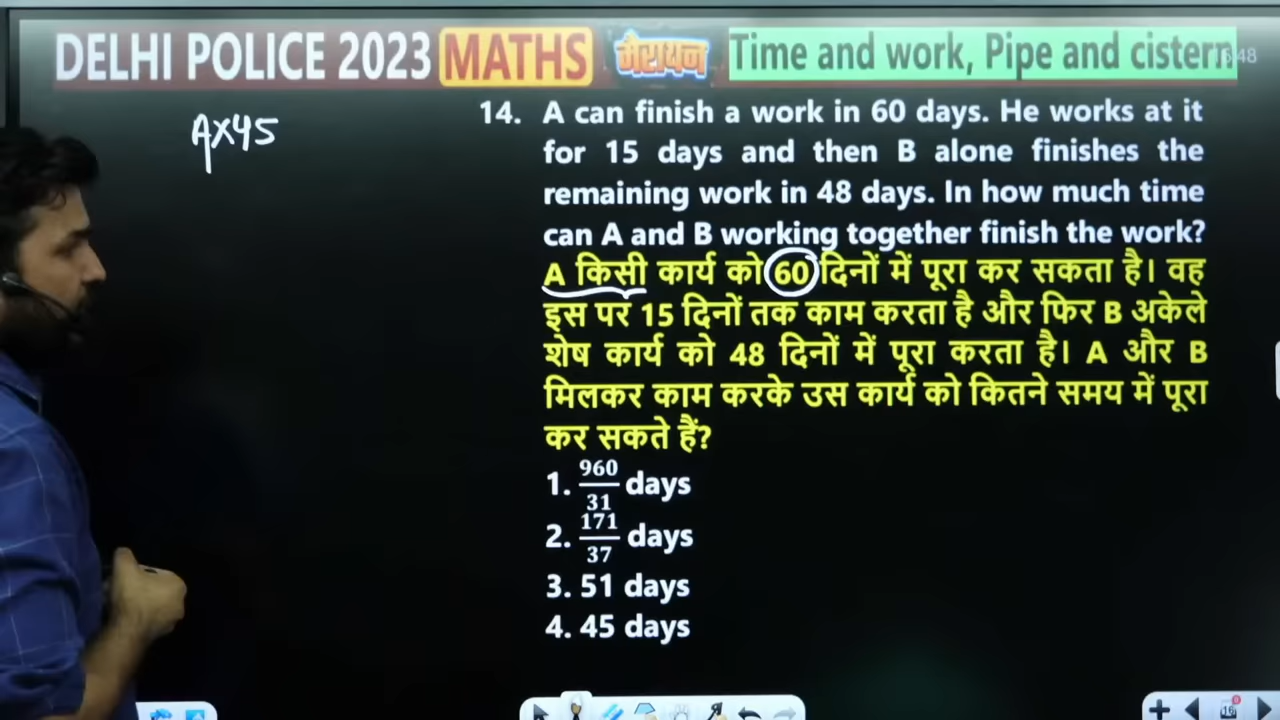 DELHI POLICE 2023 MATHS मैराथन Time and work, Pipe and cistern
A×45
14. A can finish a work in 60 days. He works at it
for 15 days and then B alone finishes the
remaining work in 48 days. In how much time
can A and B working together finish the work?
A किसी कार्य को 60 दिनों में पूरा कर सकता है। वह
इस पर 15 दिनों तक काम करता है और फिर B अकेले
शेष कार्य को 48 दिनों में पूरा करता है। A और B
मिलकर काम करके उस कार्य को कितने समय में पूरा
कर सकते हैं?
1. 960/31 days
2. 171/37 days
3. 51 days
4. 45 days